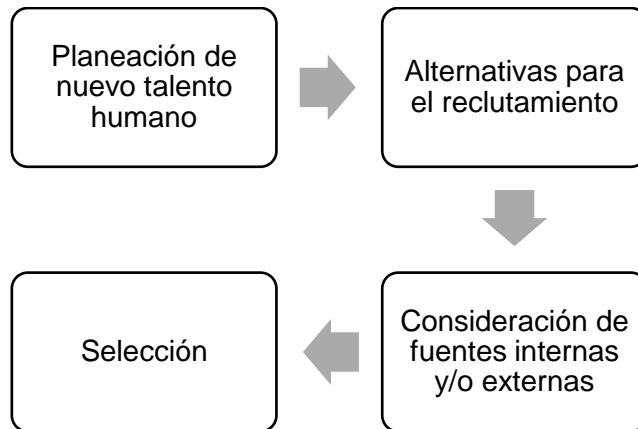 Planeación de
nuevo talento
humano
Alternativas para
el reclutamiento
Consideración de
fuentes internas
y/o externas
Selección